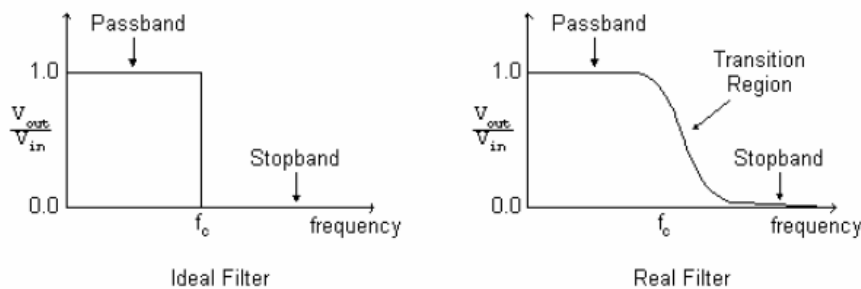 Passband
1.0
V_out
V_in
Stopband
0.0
f_c
frequency
Ideal Filter
Passband
Transition
Region
1.0
V_out
V_in
Stopband
0.0
f_c
frequency
Real Filter